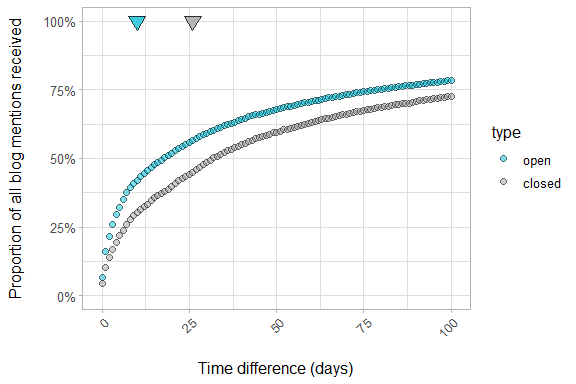 Proportion of all blog mentions received
100%
75%
50%
25%
0%
0
25
50
75
100
Time difference (days)
type
open
closed